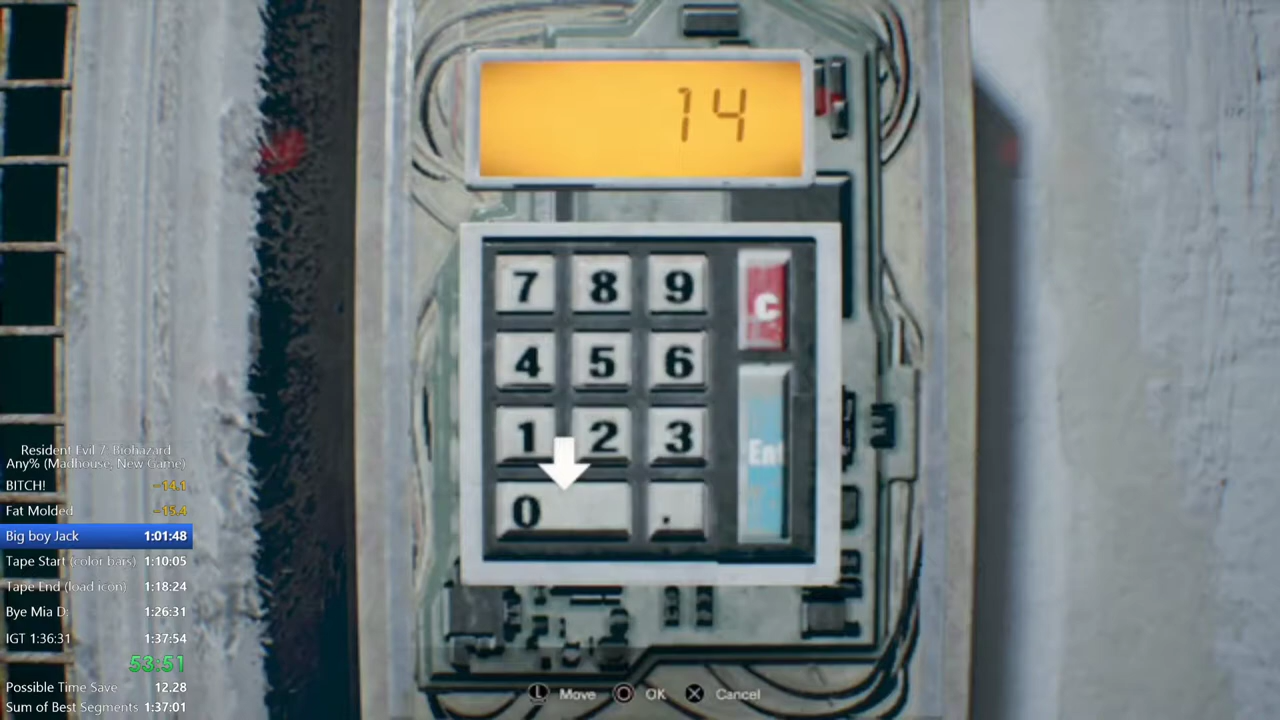 14
7 8 9 C
4 5 6
1 2 3 Ent
0 .
Resident Evil 7: Biohazard
Any% (Madhouse, New Game)
BITCH! −14.1
Fat Molded −15.4
Big boy Jack 1:01:48
Tape Start (color bars) 1:10:05
Tape End (load icon) 1:18:24
Bye Mia D: 1:26:31
IGT 1:36:31 1:37:54
53:51
Possible Time Save 12.28
Sum of Best Segments 1:37:01
L Move OK Cancel